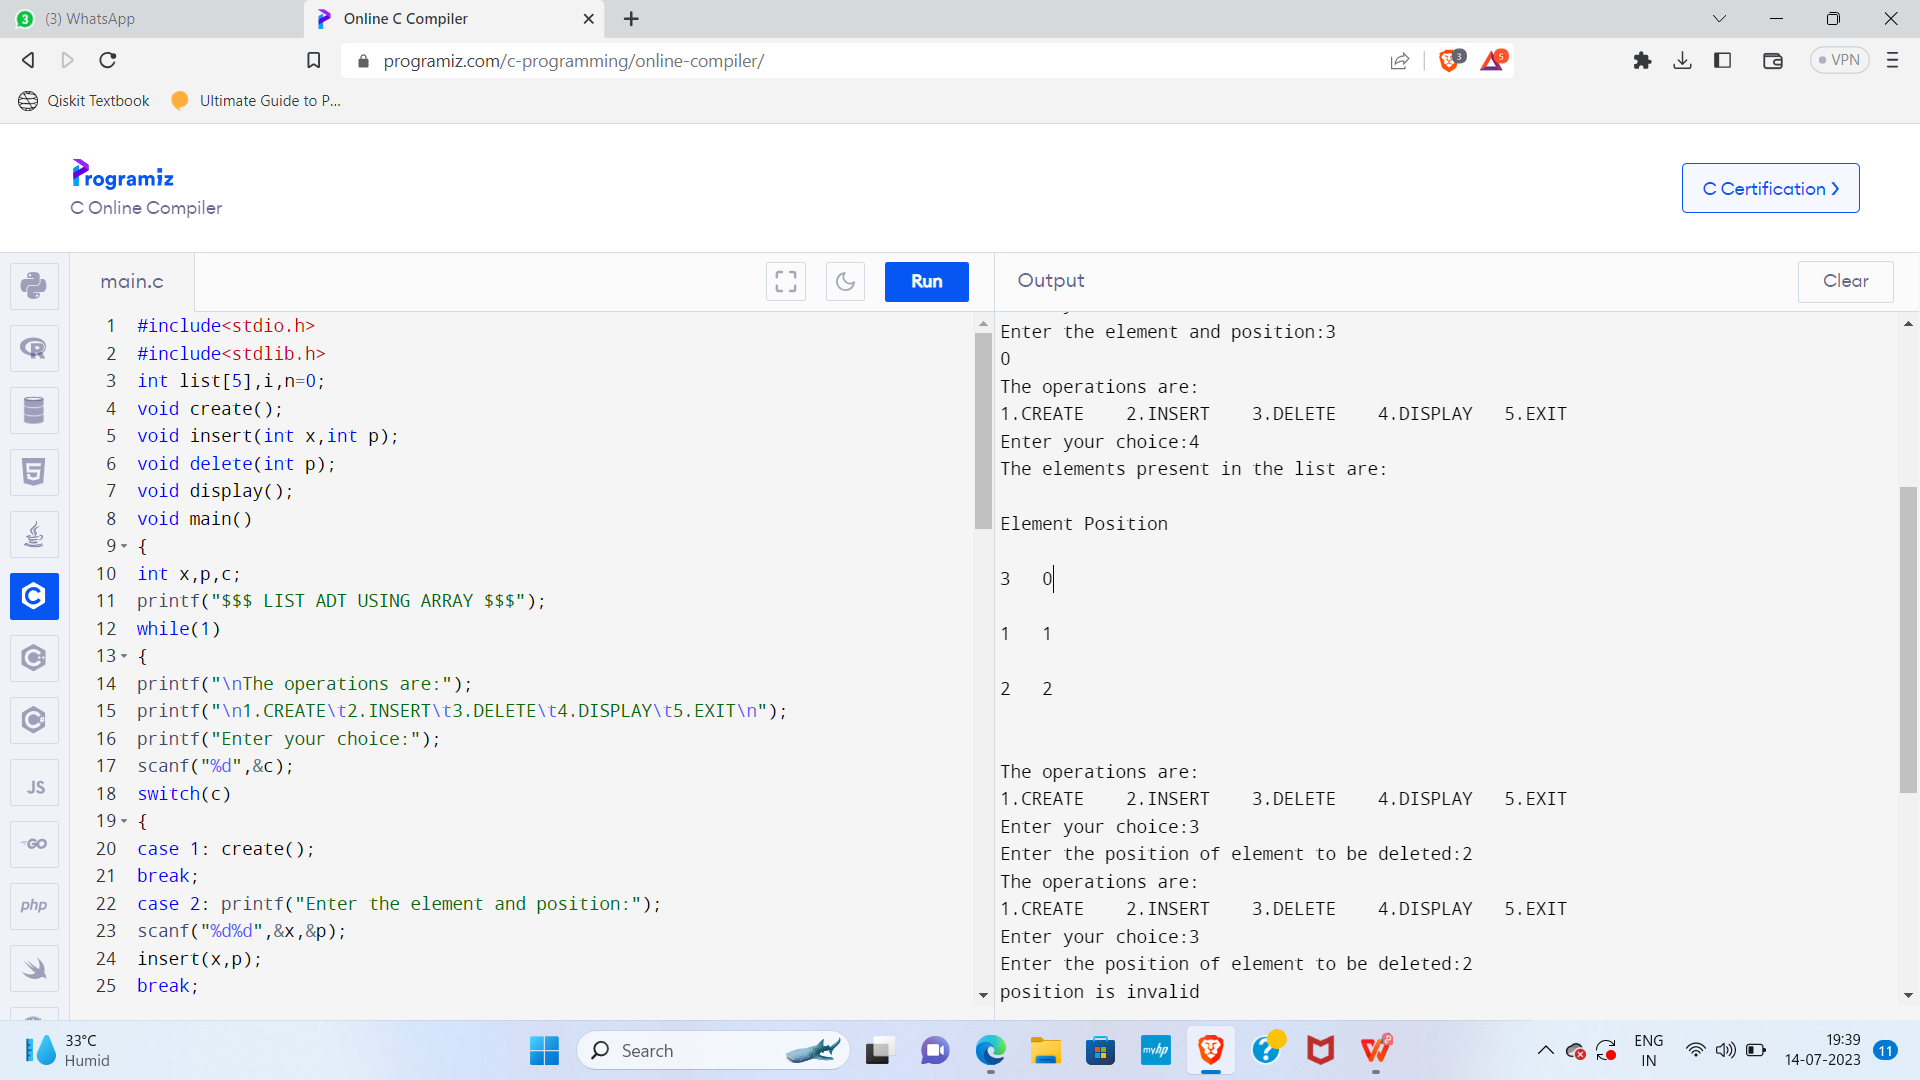 (3) WhatsApp
Online C Compiler
programiz.com/c-programming/online-compiler/
3
5
VPN
Qiskit Textbook
Ultimate Guide to P...
Programiz
C Online Compiler
C Certification
main.c
Run
Output
Clear
1 #include<stdio.h>
2 #include<stdlib.h>
3 int list[5],i,n=0;
4 void create();
5 void insert(int x,int p);
6 void delete(int p);
7 void display();
8 void main()
9 {
10 int x,p,c;
11 printf("$$$ LIST ADT USING ARRAY $$$");
12 while(1)
13 {
14 printf("\nThe operations are:");
15 printf("\n1.CREATE\t2.INSERT\t3.DELETE\t4.DISPLAY\t5.EXIT\n");
16 printf("Enter your choice:");
17 scanf("%d",&c);
18 switch(c)
19 {
20 case 1: create();
21 break;
22 case 2: printf("Enter the element and position:");
23 scanf("%d%d",&x,&p);
24 insert(x,p);
25 break;
Enter the element and position:3
0
The operations are:
1.CREATE 2.INSERT 3.DELETE 4.DISPLAY 5.EXIT
Enter your choice:4
The elements present in the list are:
Element Position
3 0
1 1
2 2
The operations are:
1.CREATE 2.INSERT 3.DELETE 4.DISPLAY 5.EXIT
Enter your choice:3
Enter the position of element to be deleted:2
The operations are:
1.CREATE 2.INSERT 3.DELETE 4.DISPLAY 5.EXIT
Enter your choice:3
Enter the position of element to be deleted:2
position is invalid
JS
GO
php
33°C
Humid
Search
myhp
ENG
IN
19:39
14-07-2023
11